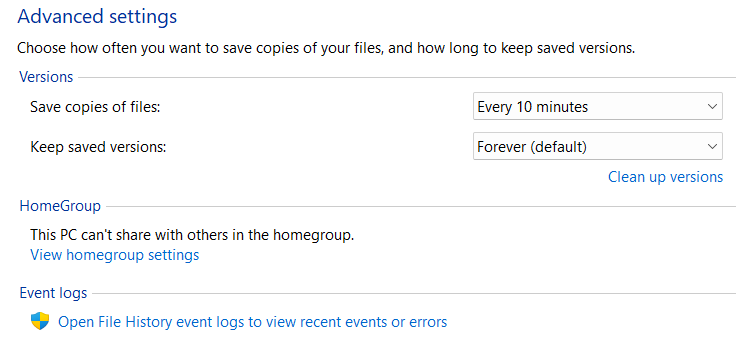 Advanced settings
Choose how often you want to save copies of your files, and how long to keep saved versions.
Versions
Save copies of files: Every 10 minutes
Keep saved versions: Forever (default)
Clean up versions
HomeGroup
This PC can't share with others in the homegroup.
View homegroup settings
Event logs
Open File History event logs to view recent events or errors